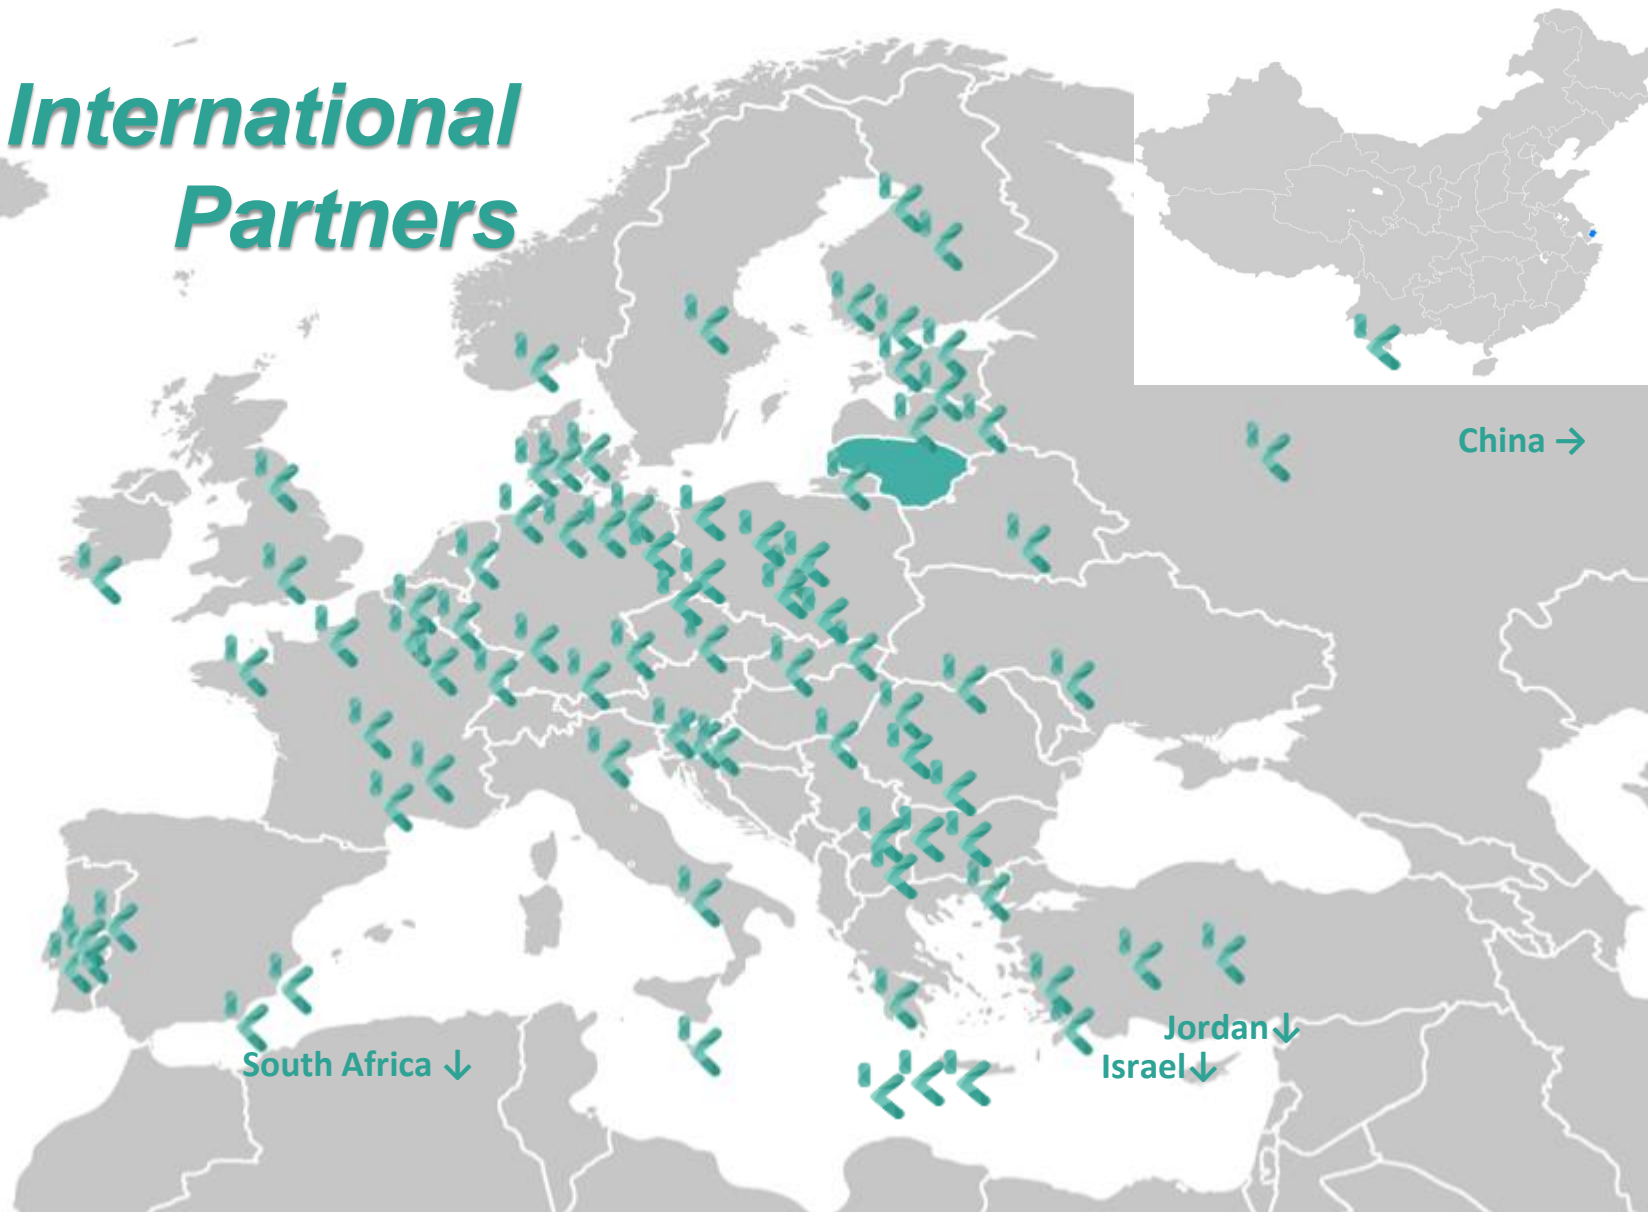 International
Partners
China →
South Africa ↓
Jordan↓
Israel↓